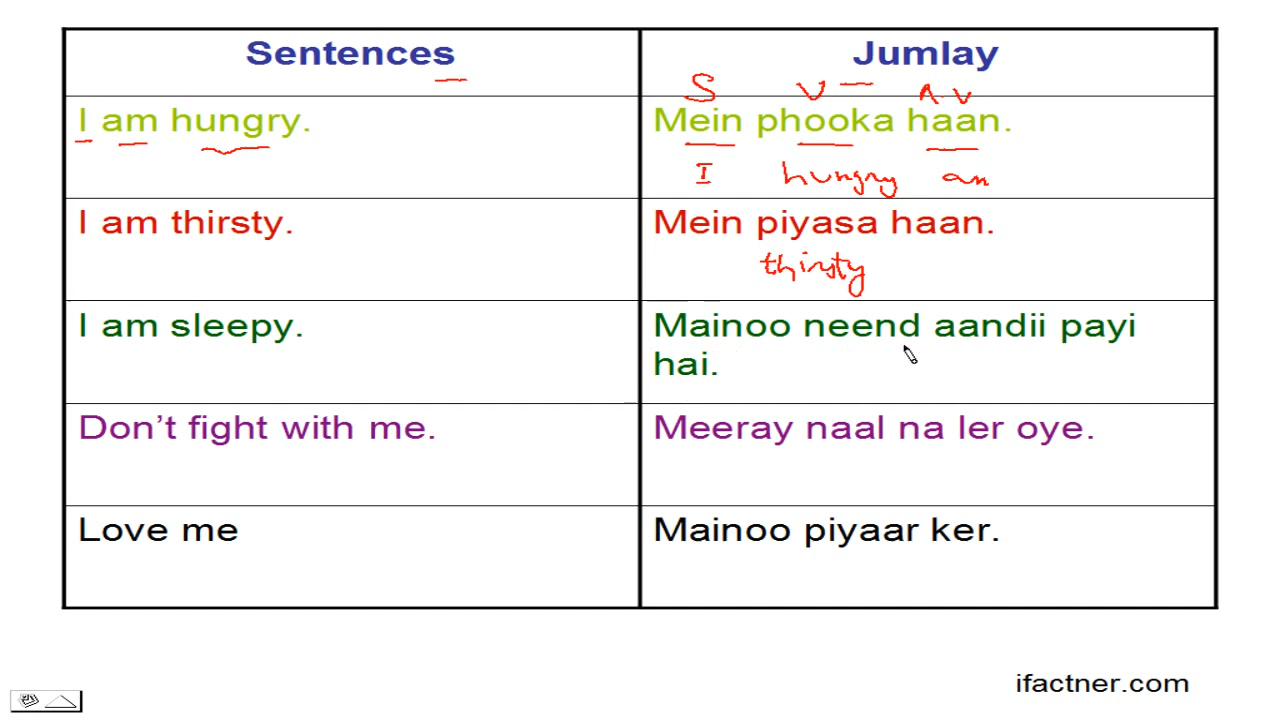 Sentences
Jumlay
S V A.V
I am hungry.
Mein phooka haan.
I hungry am
I am thirsty.
Mein piyasa haan.
thirsty
I am sleepy.
Mainoo neend aandii payi
hai.
Don't fight with me.
Meeray naal na ler oye.
Love me
Mainoo piyaar ker.
ifactner.com